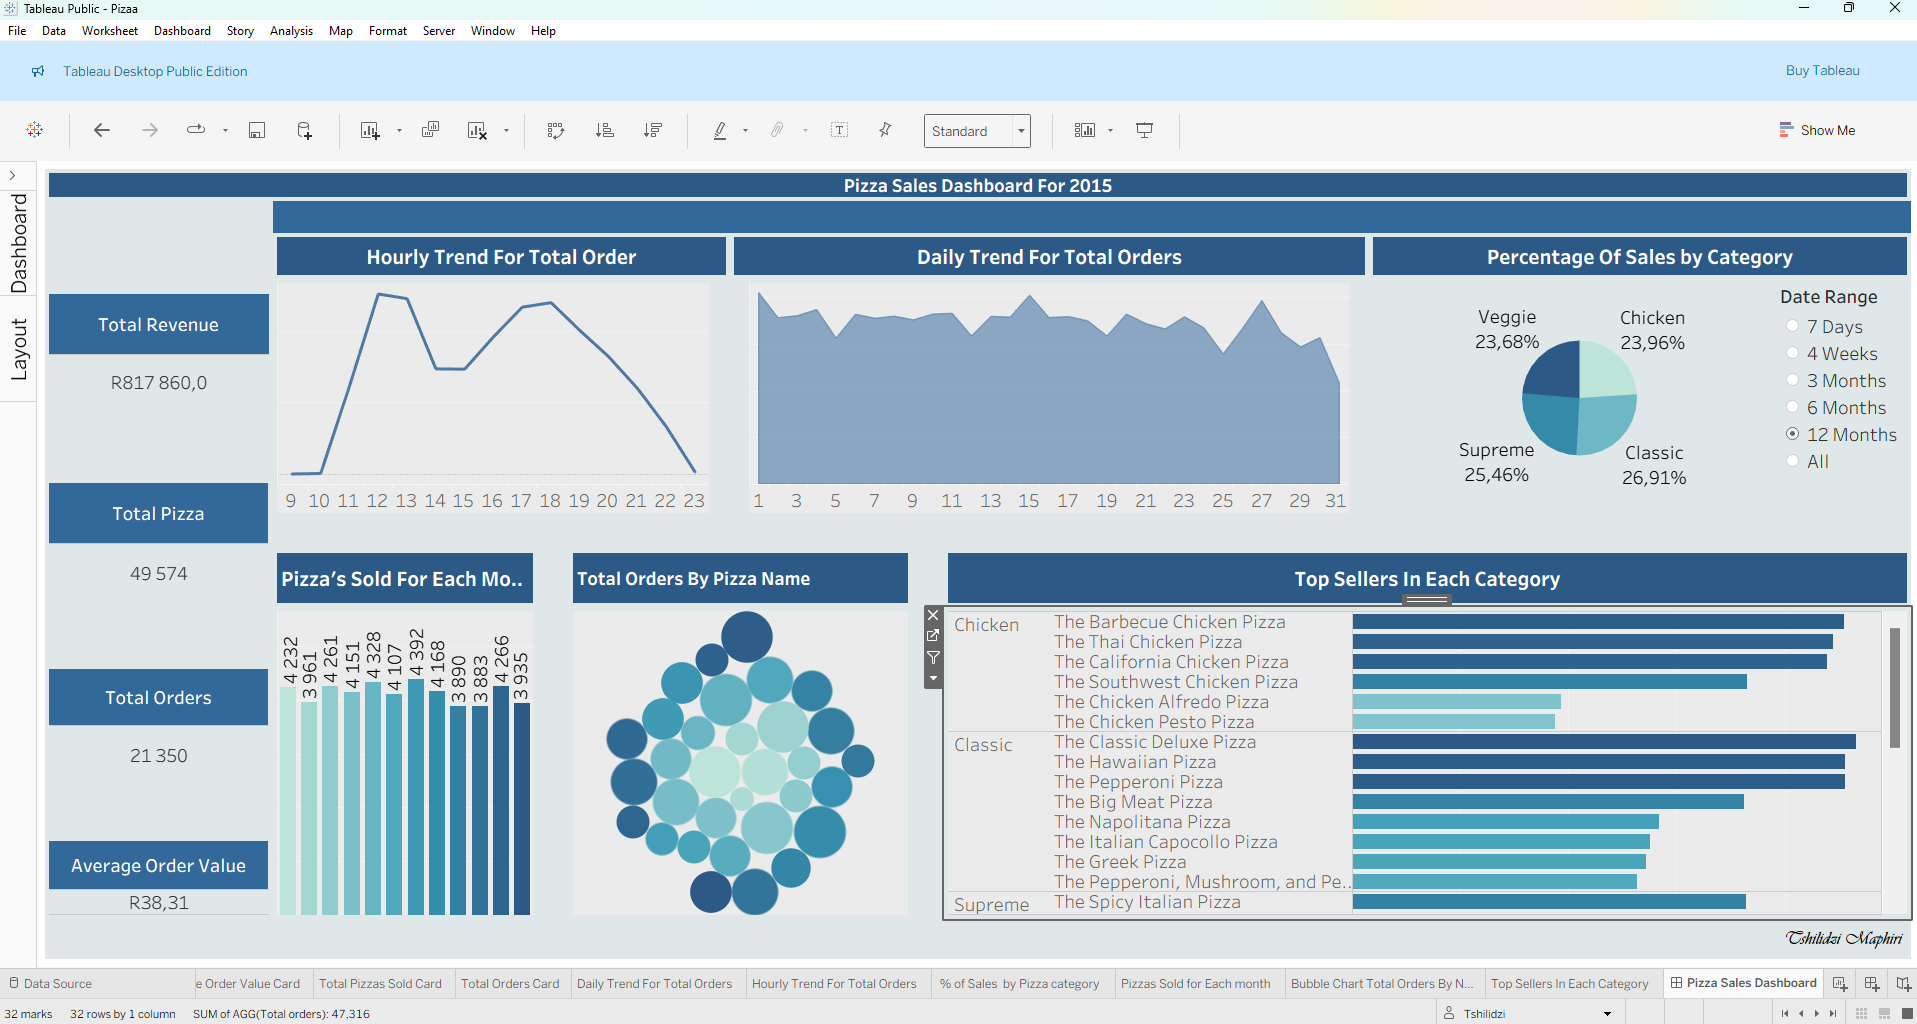 Tableau Public - Pizaa
File Data Worksheet Dashboard Story Analysis Map Format Server Window Help
Tableau Desktop Public Edition
Buy Tableau
Standard
Show Me
Dashboard
Layout
Pizza Sales Dashboard For 2015
Hourly Trend For Total Order
Daily Trend For Total Orders
Percentage Of Sales by Category
Total Revenue
R817 860,0
Total Pizza
49 574
Total Orders
21 350
Average Order Value
R38,31
9 10 11 12 13 14 15 16 17 18 19 20 21 22 23
1 3 5 7 9 11 13 15 17 19 21 23 25 27 29 31
Veggie
23,68%
Chicken
23,96%
Supreme
25,46%
Classic
26,91%
Date Range
7 Days
4 Weeks
3 Months
6 Months
12 Months
All
Pizza's Sold For Each Mo..
4 232
3 961
4 261
4 151
4 328
4 107
4 392
4 168
3 890
3 883
4 266
3 935
Total Orders By Pizza Name
Top Sellers In Each Category
Chicken The Barbecue Chicken Pizza
The Thai Chicken Pizza
The California Chicken Pizza
The Southwest Chicken Pizza
The Chicken Alfredo Pizza
The Chicken Pesto Pizza
Classic The Classic Deluxe Pizza
The Hawaiian Pizza
The Pepperoni Pizza
The Big Meat Pizza
The Napolitana Pizza
The Italian Capocollo Pizza
The Greek Pizza
The Pepperoni, Mushroom, and Pe..
Supreme The Spicy Italian Pizza
Tshilidzi Maphiri
Data Source e Order Value Card Total Pizzas Sold Card Total Orders Card Daily Trend For Total Orders Hourly Trend For Total Orders % of Sales by Pizza category Pizzas Sold for Each month Bubble Chart Total Orders By N... Top Sellers In Each Category Pizza Sales Dashboard
32 marks 32 rows by 1 column SUM of AGG(Total orders): 47,316
Tshilidzi